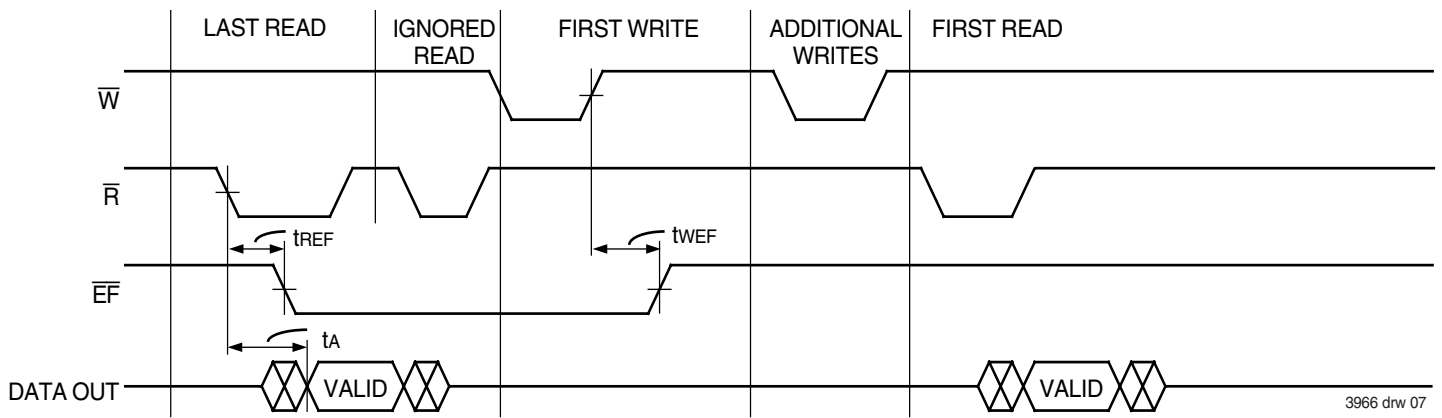 LAST READ
IGNORED
READ
FIRST WRITE
ADDITIONAL
WRITES
FIRST READ
W̅
R̅
tREF
tWEF
E̅F̅
tA
DATA OUT
VALID
VALID
3966 drw 07